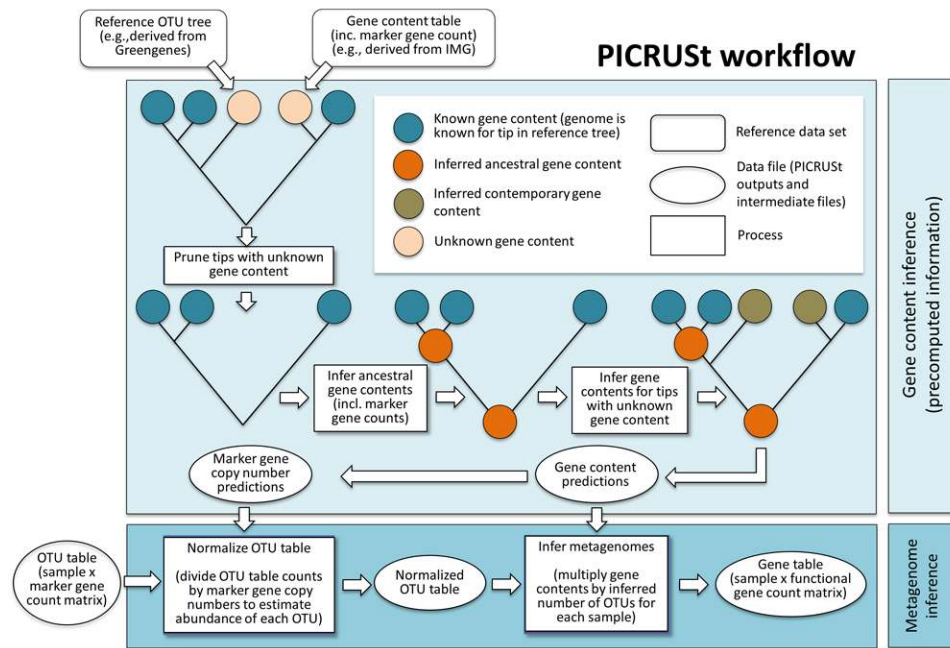 Reference OTU tree
(e.g.,derived from
Greengenes)
Gene content table
(inc. marker gene count)
(e.g., derived from IMG)
PICRUSt workflow
Known gene content (genome is
known for tip in reference tree)
Inferred ancestral gene content
Inferred contemporary gene
content
Unknown gene content
Reference data set
Data file (PICRUSt
outputs and
intermediate files)
Process
Prune tips with unknown
gene content
Infer ancestral
gene contents
(incl. marker
gene counts)
Infer gene
contents for tips
with unknown
gene content
Marker gene
copy number
predictions
Gene content
predictions
Gene content inference
(precomputed information)
OTU table
(sample x
marker gene
count matrix)
Normalize OTU table
(divide OTU table counts
by marker gene copy
numbers to estimate
abundance of each OTU)
Normalized
OTU table
Infer metagenomes
(multiply gene
contents by inferred
number of OTUs for
each sample)
Gene table
(sample x functional
gene count matrix)
Metagenome
inference